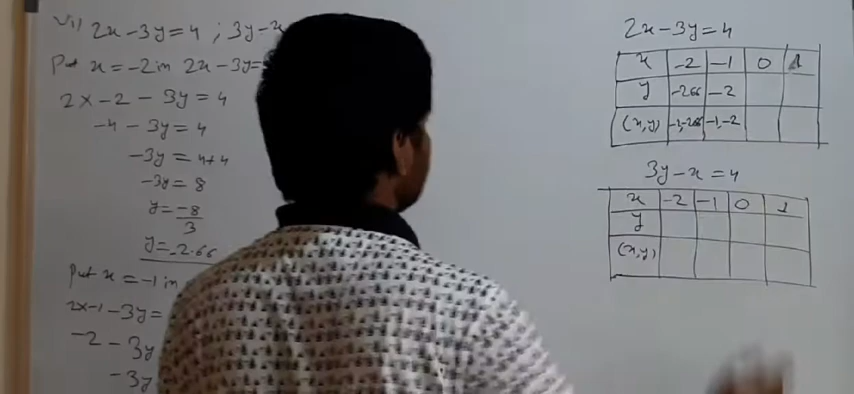 vii) 2x-3y=4 ; 3y-x
Put x=-2 in 2x-3y=
2x-2-3y=4
-4-3y=4
-3y=4+4
-3y=8
y=-8/3
y=-2.66
Put x=-1 in
2x-1-3y=
-2-3y
-3y
2x-3y=4
x -2 -1 0 1
y -2.66 -2
(x,y) -2,-2.66 -1,-2
3y-x=4
x -2 -1 0 1
y
(x,y)